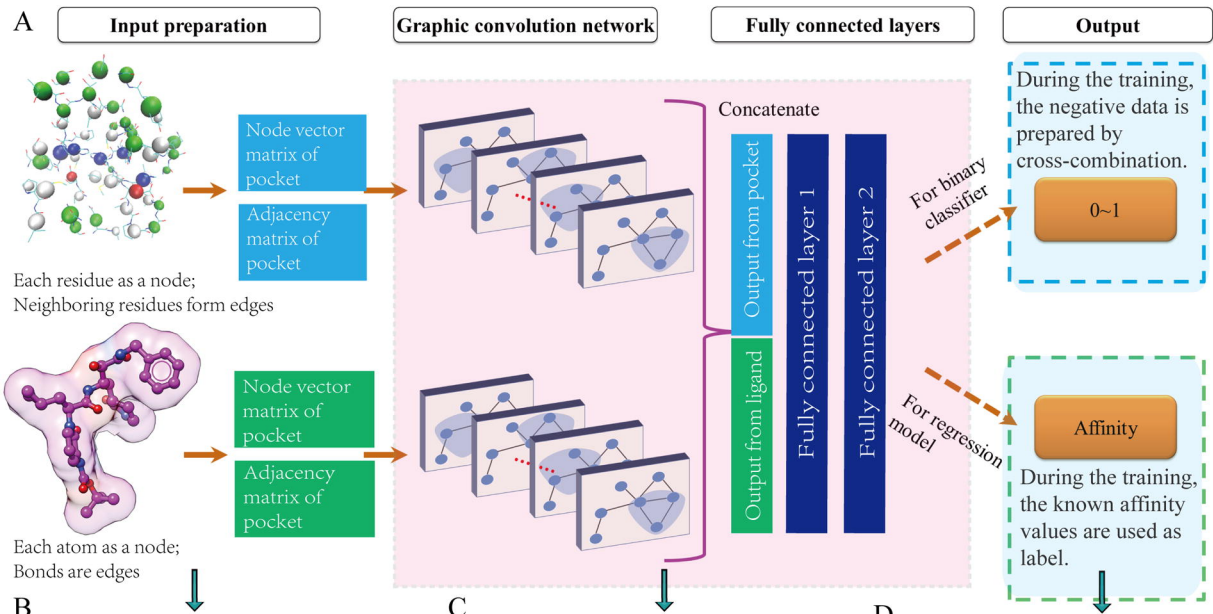 A
Input preparation
Graphic convolution network
Fully connected layers
Output
Node vector
matrix of
pocket
Adjacency
matrix of
pocket
Each residue as a node;
Neighboring residues form edges
Node vector
matrix of
pocket
Adjacency
matrix of
pocket
Each atom as a node;
Bonds are edges
Concatenate
Output from pocket
Output from ligand
Fully connected layer 1
Fully connected layer 2
For binary
classifier
For regression
model
During the training,
the negative data is
prepared by
cross-combination.
0~1
Affinity
During the training,
the known affinity
values are used as
label.
B
C
D